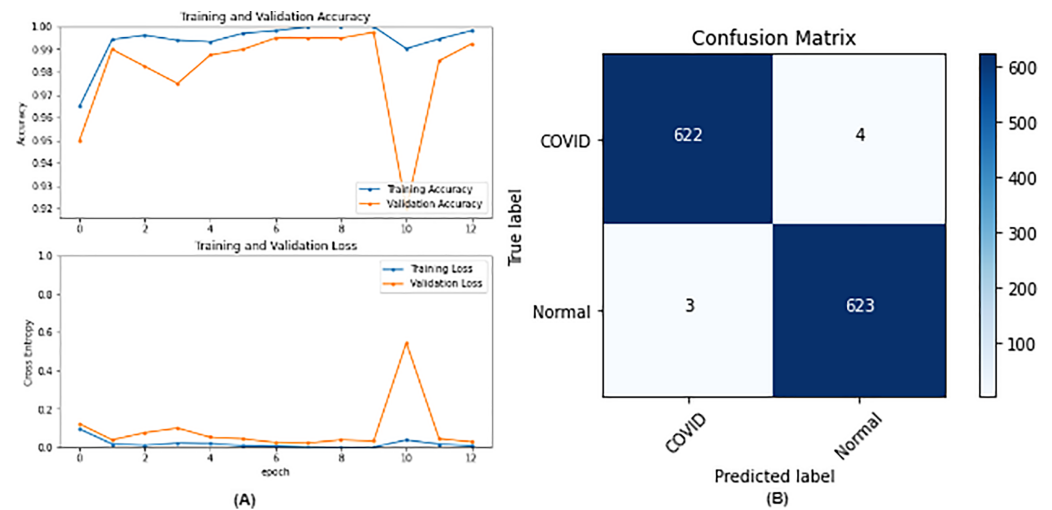 Training and Validation Accuracy
1.00
0.99
0.98
0.97
0.96
0.95
0.94
0.93
0.92
Accuracy
Training Accuracy
Validation Accuracy
0 2 4 6 8 10 12
Training and Validation Loss
1.0
0.8
0.6
0.4
0.2
0.0
Cross Entropy
Training Loss
Validation Loss
0 2 4 6 8 10 12
epoch
(A)
Confusion Matrix
True label
COVID
622 4
Normal
3 623
COVID Normal
Predicted label
600
500
400
300
200
100
(B)